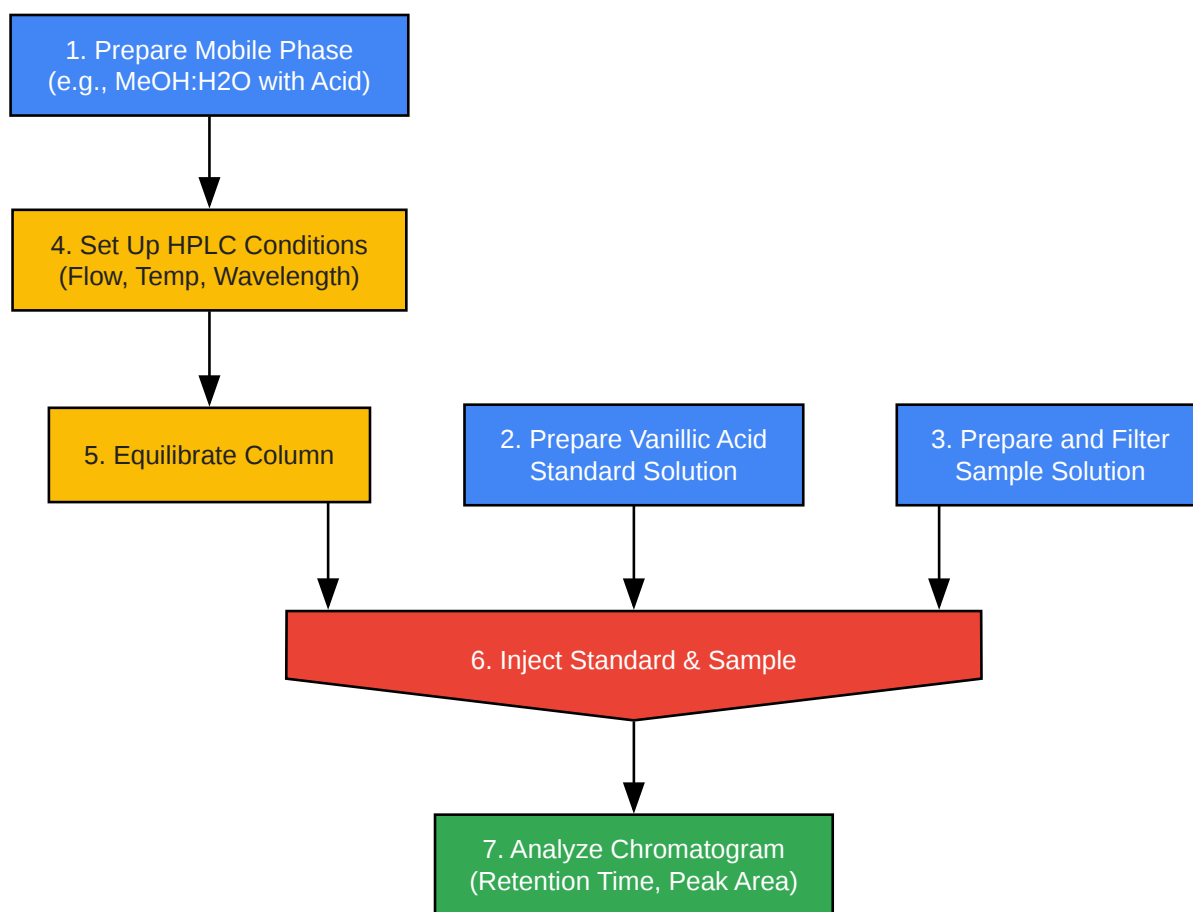 1. Prepare Mobile Phase
(e.g., MeOH:H2O with Acid)
4. Set Up HPLC Conditions
(Flow, Temp, Wavelength)
5. Equilibrate Column
2. Prepare Vanillic Acid
Standard Solution
3. Prepare and Filter
Sample Solution
6. Inject Standard & Sample
7. Analyze Chromatogram
(Retention Time, Peak Area)